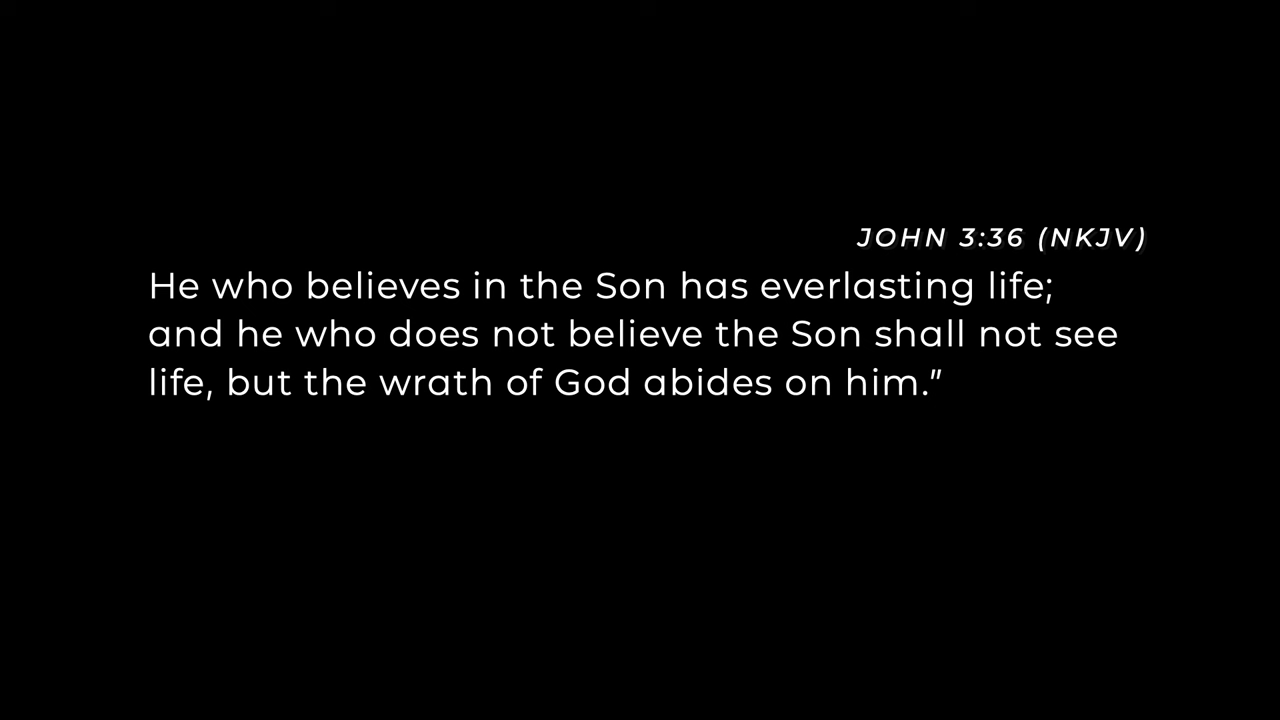 JOHN 3:36 (NKJV)
He who believes in the Son has everlasting life;
and he who does not believe the Son shall not see
life, but the wrath of God abides on him.”